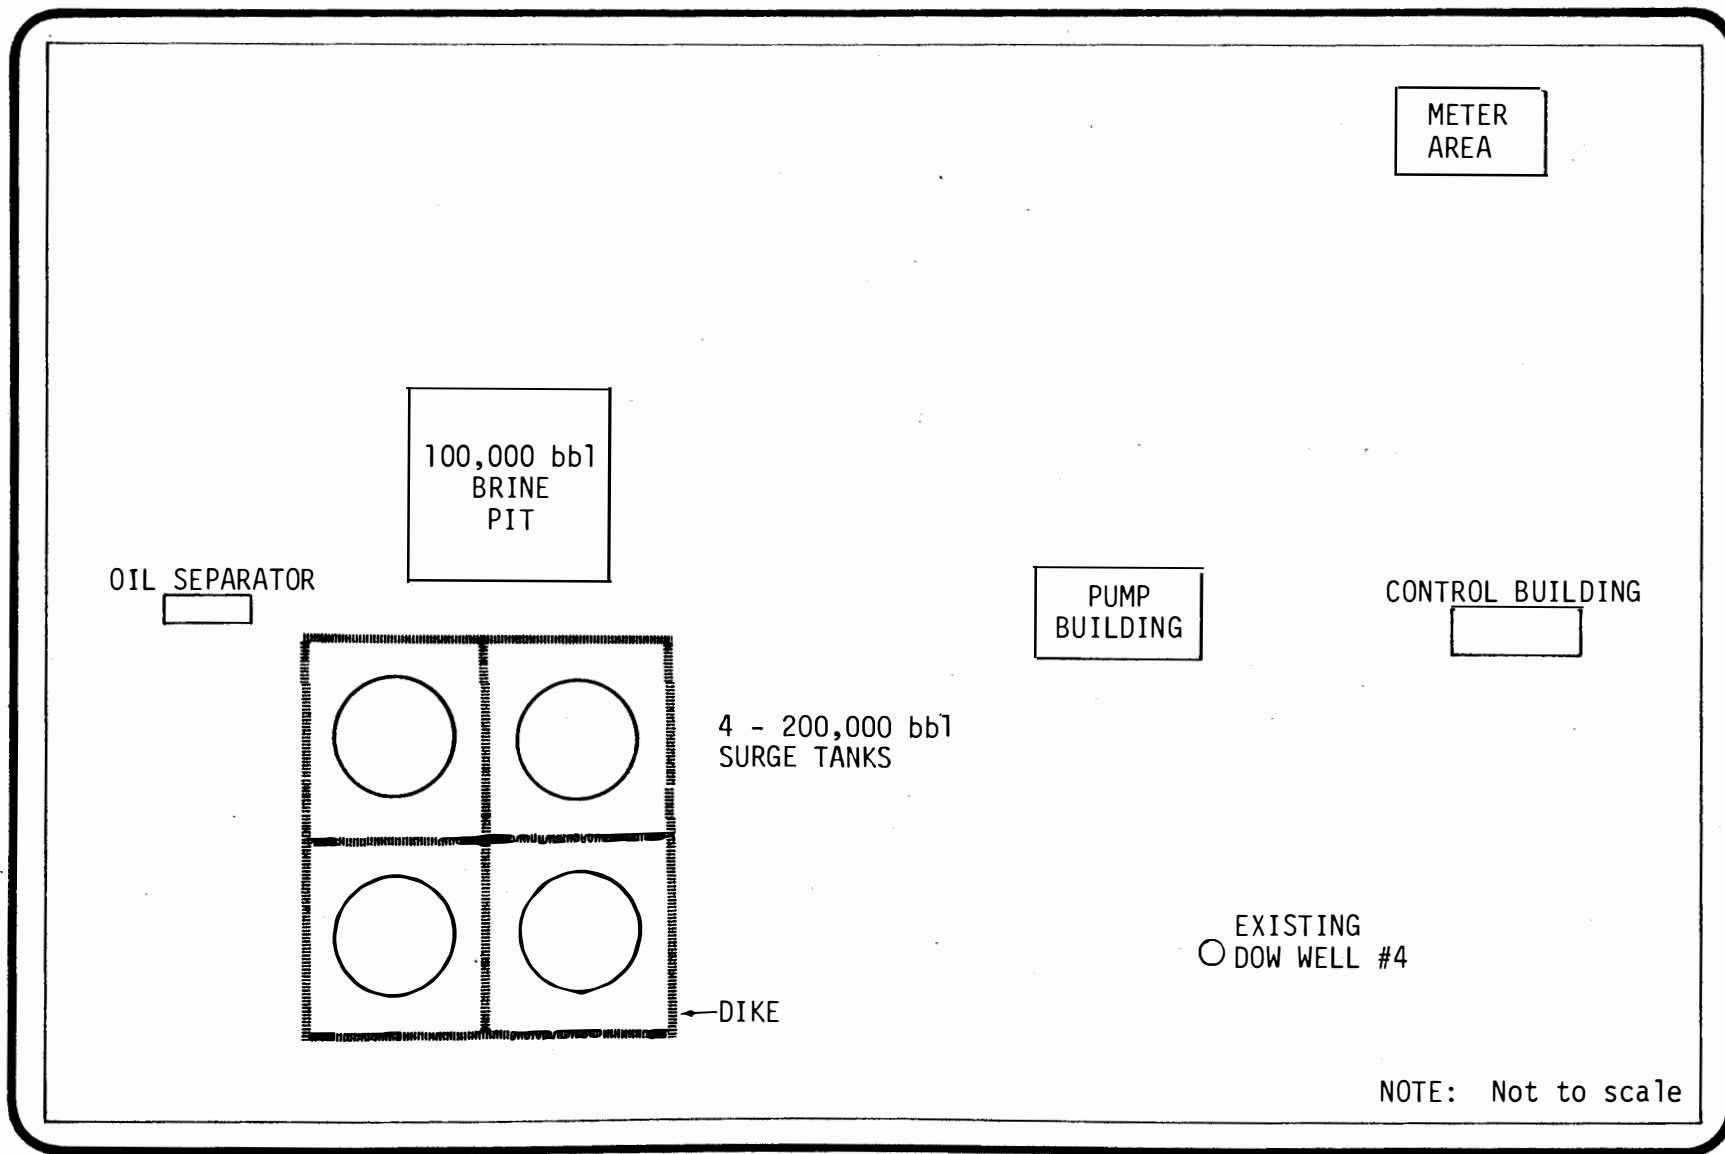 METER
AREA
100,000 bbl
BRINE
PIT
OIL SEPARATOR
PUMP
BUILDING
CONTROL BUILDING
4 - 200,000 bbl
SURGE TANKS
EXISTING
DOW WELL #4
DIKE
NOTE: Not to scale